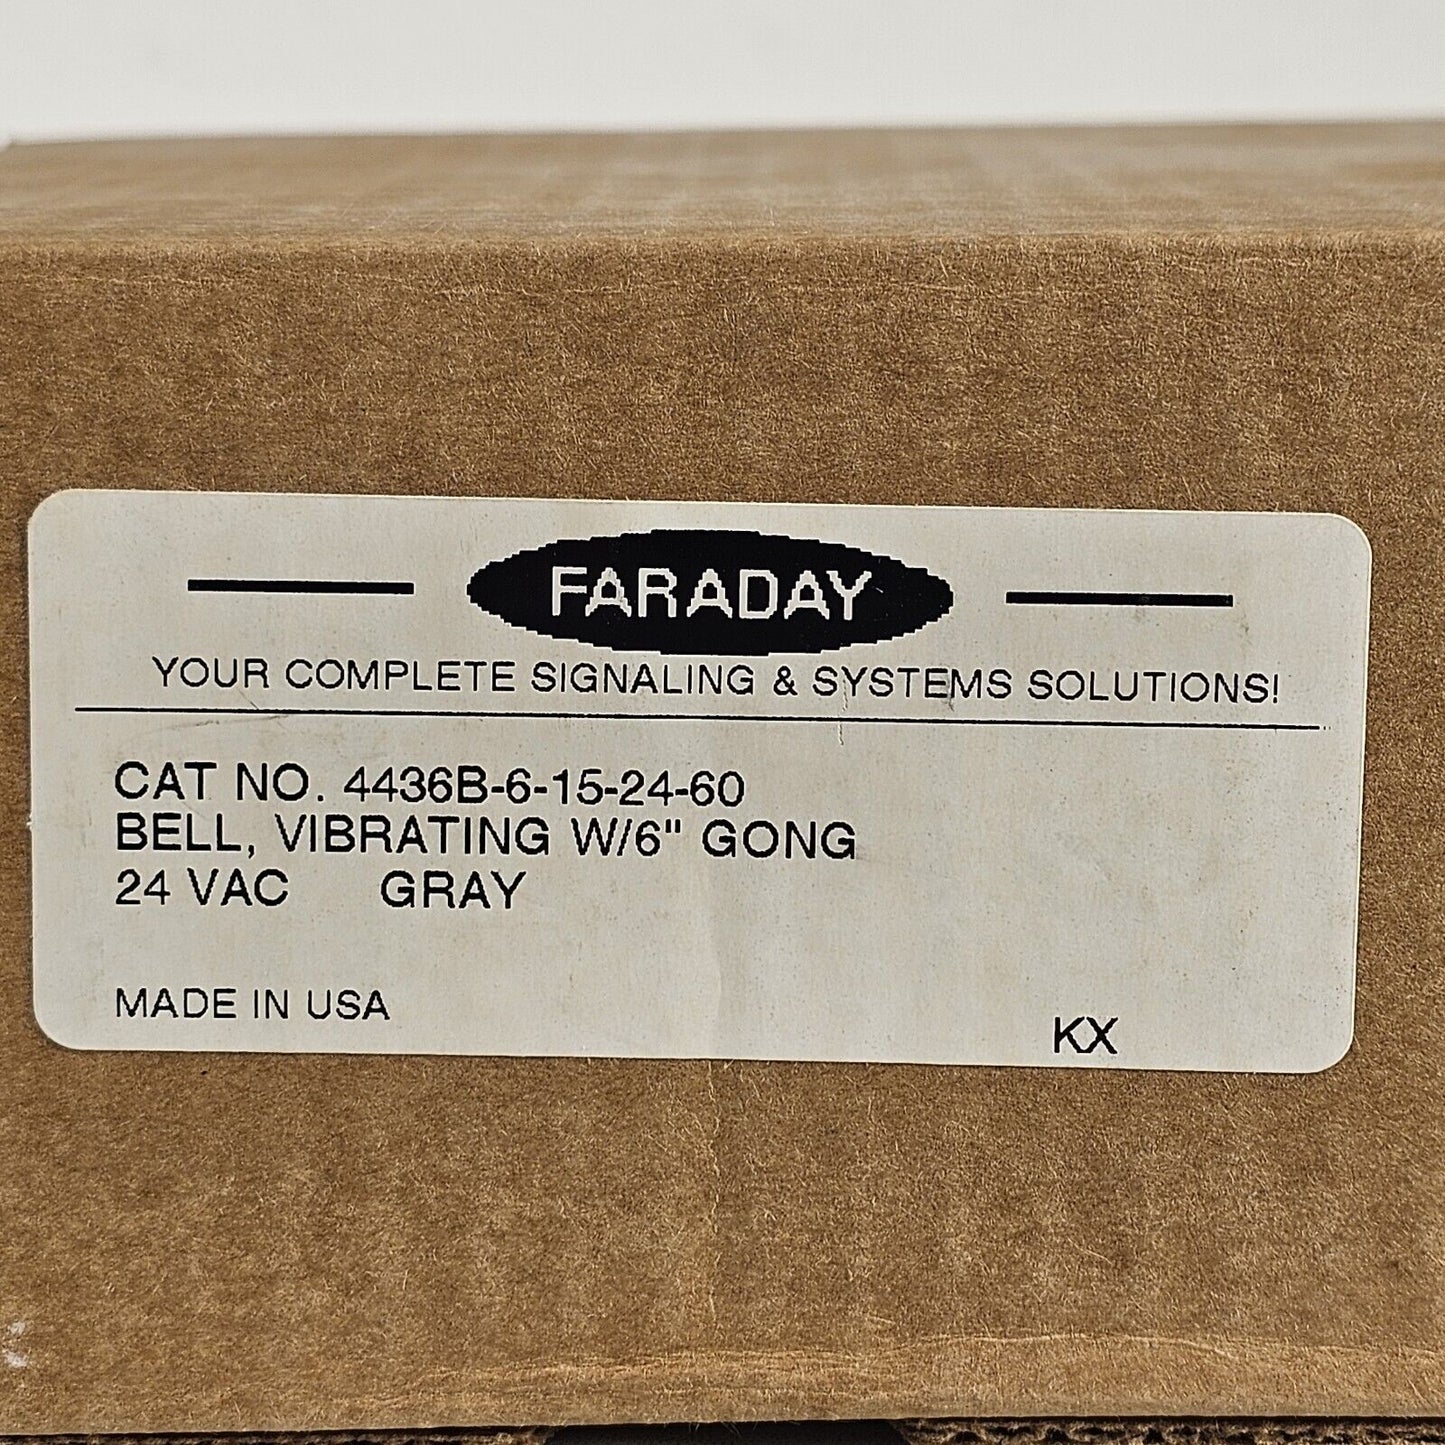 FARADAY
YOUR COMPLETE SIGNALING & SYSTEMS SOLUTIONS!
CAT NO. 4436B-6-15-24-60
BELL, VIBRATING W/6" GONG
24 VAC GRAY
MADE IN USA
KX